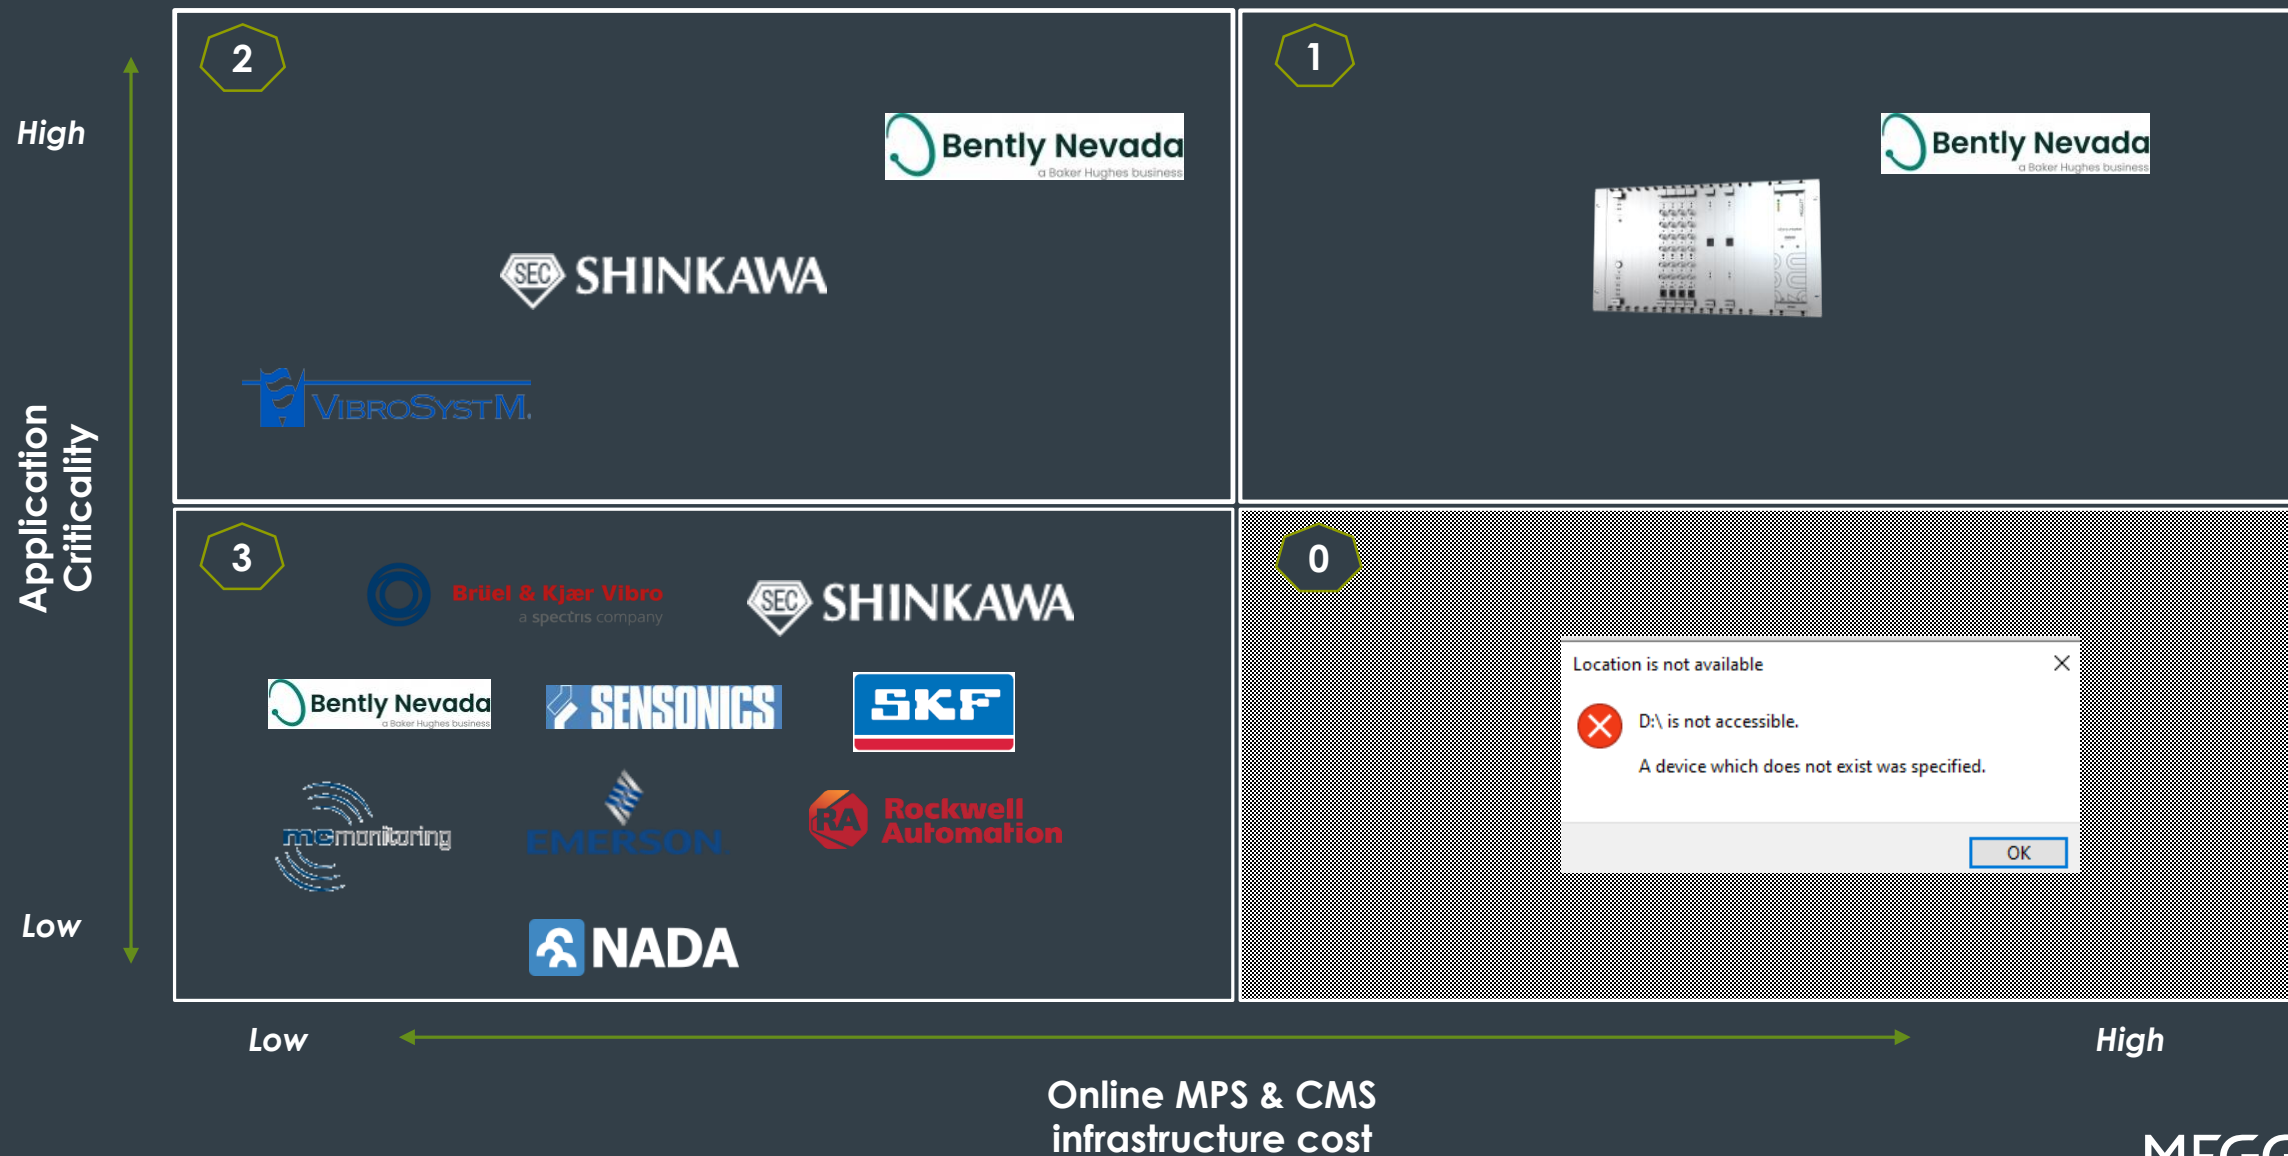 2
1
High
Bently Nevada
a Baker Hughes business
Bently Nevada
a Baker Hughes business
SEC SHINKAWA
VIBROSYSTM
Application
Criticality
3
0
Brüel & Kjær Vibro
a spectris company
SEC SHINKAWA
Location is not available
D:\ is not accessible.
A device which does not exist was specified.
OK
Bently Nevada
a Baker Hughes business
SENSONICS
SKF
mcmonitoring
EMERSON
RA Rockwell
Automation
Low
NADA
Low
High
Online MPS & CMS
infrastructure cost